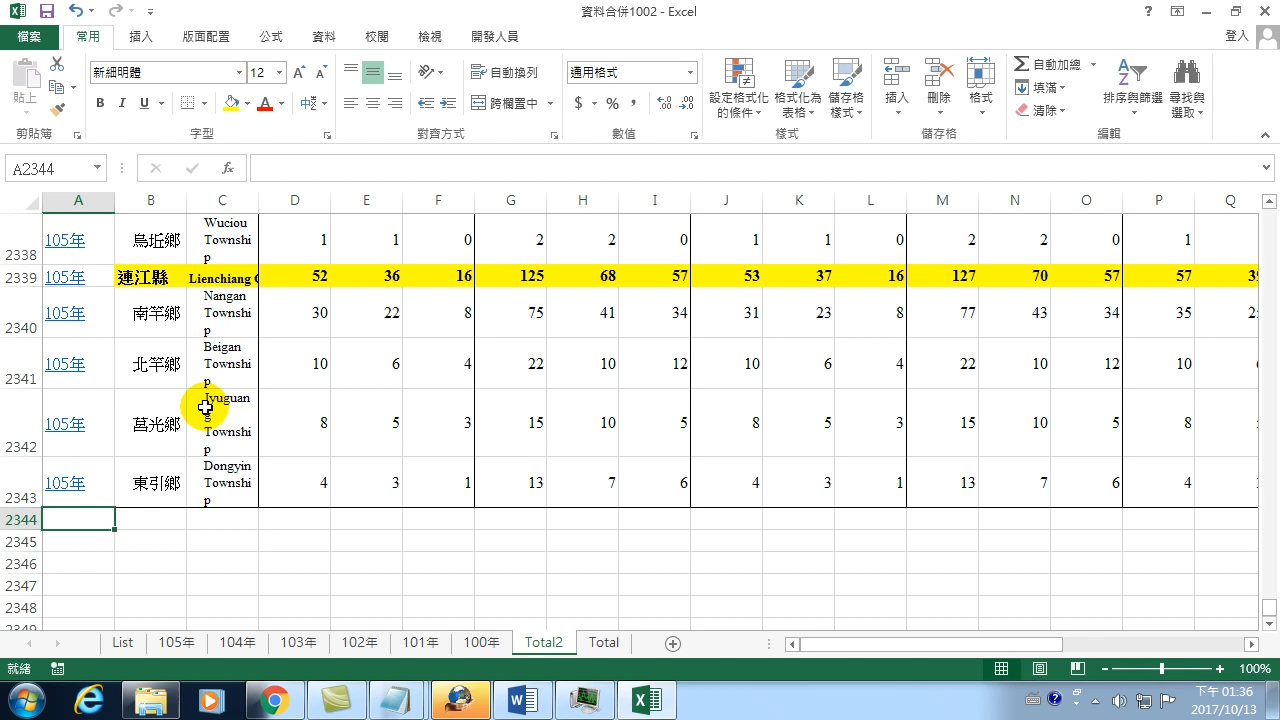 資料合併1002 - Excel
?
登入
檔案 常用 插入 版面配置 公式 資料 校閱 檢視 開發人員
貼上 新細明體 12 自動換列 適用格式 自動加總
B I U A 中 跨欄置中 $ % , 填滿
設定格式化的條件 格式化為表格 儲存格樣式 插入 刪除 格式 清除 排序與篩選 尋找與選取
剪貼簿 字型 對齊方式 數值 樣式 儲存格 編輯
A2344 fx
A B C D E F G H I J K L M N O P Q
2338 105年 烏坵鄉 Wuciou Township 1 1 0 2 2 0 1 1 0 2 2 0 1
2339 105年 連江縣 Lienchiang C 52 36 16 125 68 57 53 37 16 127 70 57 57
2340 105年 南竿鄉 Nangan Township 30 22 8 75 41 34 31 23 8 77 43 34 35
2341 105年 北竿鄉 Beigan Township 10 6 4 22 10 12 10 6 4 22 10 12 10
2342 105年 莒光鄉 Jyuguang Township 8 5 3 15 10 5 8 5 3 15 10 5 8
2343 105年 東引鄉 Dongyin Township 4 3 1 13 7 6 4 3 1 13 7 6 4
2344
2345
2346
2347
2348
List 105年 104年 103年 102年 101年 100年 Total2 Total
就緒 100%
下午 01:36
2017/10/13